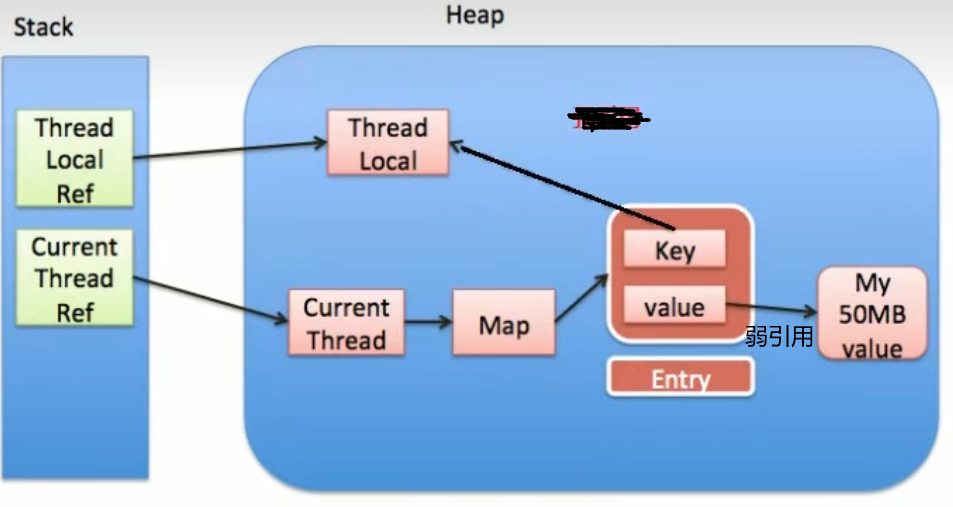 Stack
Heap
Thread
Local
Ref
Thread
Local
Current
Thread
Ref
Current
Thread
Map
Key
value
弱引用
My
50MB
value
Entry